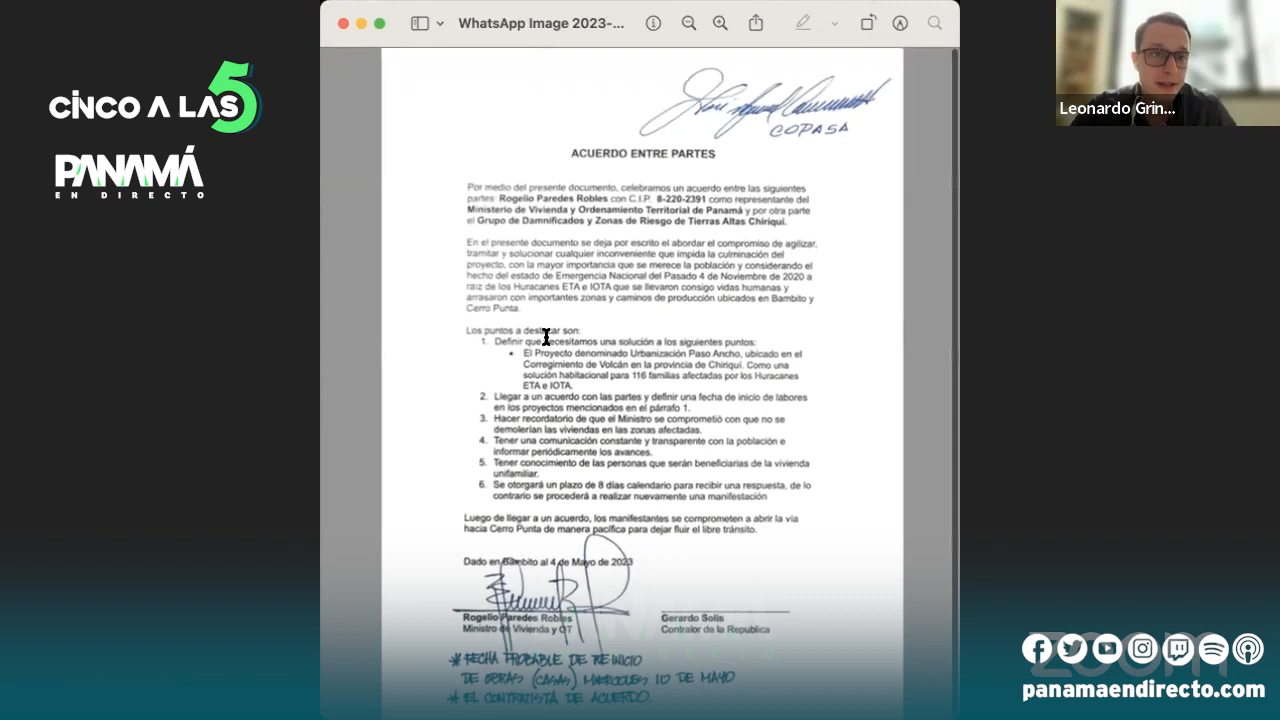 WhatsApp Image 2023-...
CINCO A LAS 5
PANAMÁ
EN DIRECTO
Leonardo Grin...
COPASA
ACUERDO ENTRE PARTES
Por medio del presente documento, celebramos un acuerdo entre las siguientes
partes: Rogelio Paredes Robles con C.I.P. 8-220-2391 como representante del
Ministerio de Vivienda y Ordenamiento Territorial de Panamá y por otra parte
el Grupo de Damnificados y Zonas de Riesgo de Tierras Altas Chiriquí.
En el presente documento se deja por escrito el abordar el compromiso de agilizar,
tramitar y solucionar cualquier inconveniente que impida la culminación del
proyecto, con la mayor importancia que se merece la población y considerando el
hecho del estado de Emergencia Nacional del Pasado 4 de Noviembre de 2020 a
raíz de los Huracanes ETA e IOTA que se llevaron consigo vidas humanas y
arrasaron con importantes zonas y caminos de producción ubicados en Bambito y
Cerro Punta.
Los puntos a destacar son:
1. Definir que necesitamos una solución a los siguientes puntos:
▪ El Proyecto denominado Urbanización Paso Ancho, ubicado en el
Corregimiento de Volcán en la provincia de Chiriquí. Como una
solución habitacional para 116 familias afectadas por los Huracanes
ETA e IOTA.
2. Llegar a un acuerdo con las partes y definir una fecha de inicio de labores
en los proyectos mencionados en el párrafo 1.
3. Hacer recordatorio de que el Ministro se comprometió con que no se
demolerían las viviendas en las zonas afectadas.
4. Tener una comunicación constante y transparente con la población e
informar periódicamente los avances.
5. Tener conocimiento de las personas que serán beneficiarias de la vivienda
unifamiliar.
6. Se otorgará un plazo de 8 días calendario para recibir una respuesta, de lo
contrario se procederá a realizar nuevamente una manifestación
Luego de llegar a un acuerdo, los manifestantes se comprometen a abrir la vía
hacia Cerro Punta de manera pacífica para dejar fluir el libre tránsito.
Dado en Bambito al 4 de Mayo de 2023
Rogelio Paredes Robles
Ministro de Vivienda y OT
Gerardo Solís
Contralor de la Republica
* FECHA PROBABLE DE REINICIO
DE OBRAS (CASAS) MIERCOLES 10 DE MAYO
* EL CONTRATISTA DE ACUERDO.
zoom
panamaendirecto.com